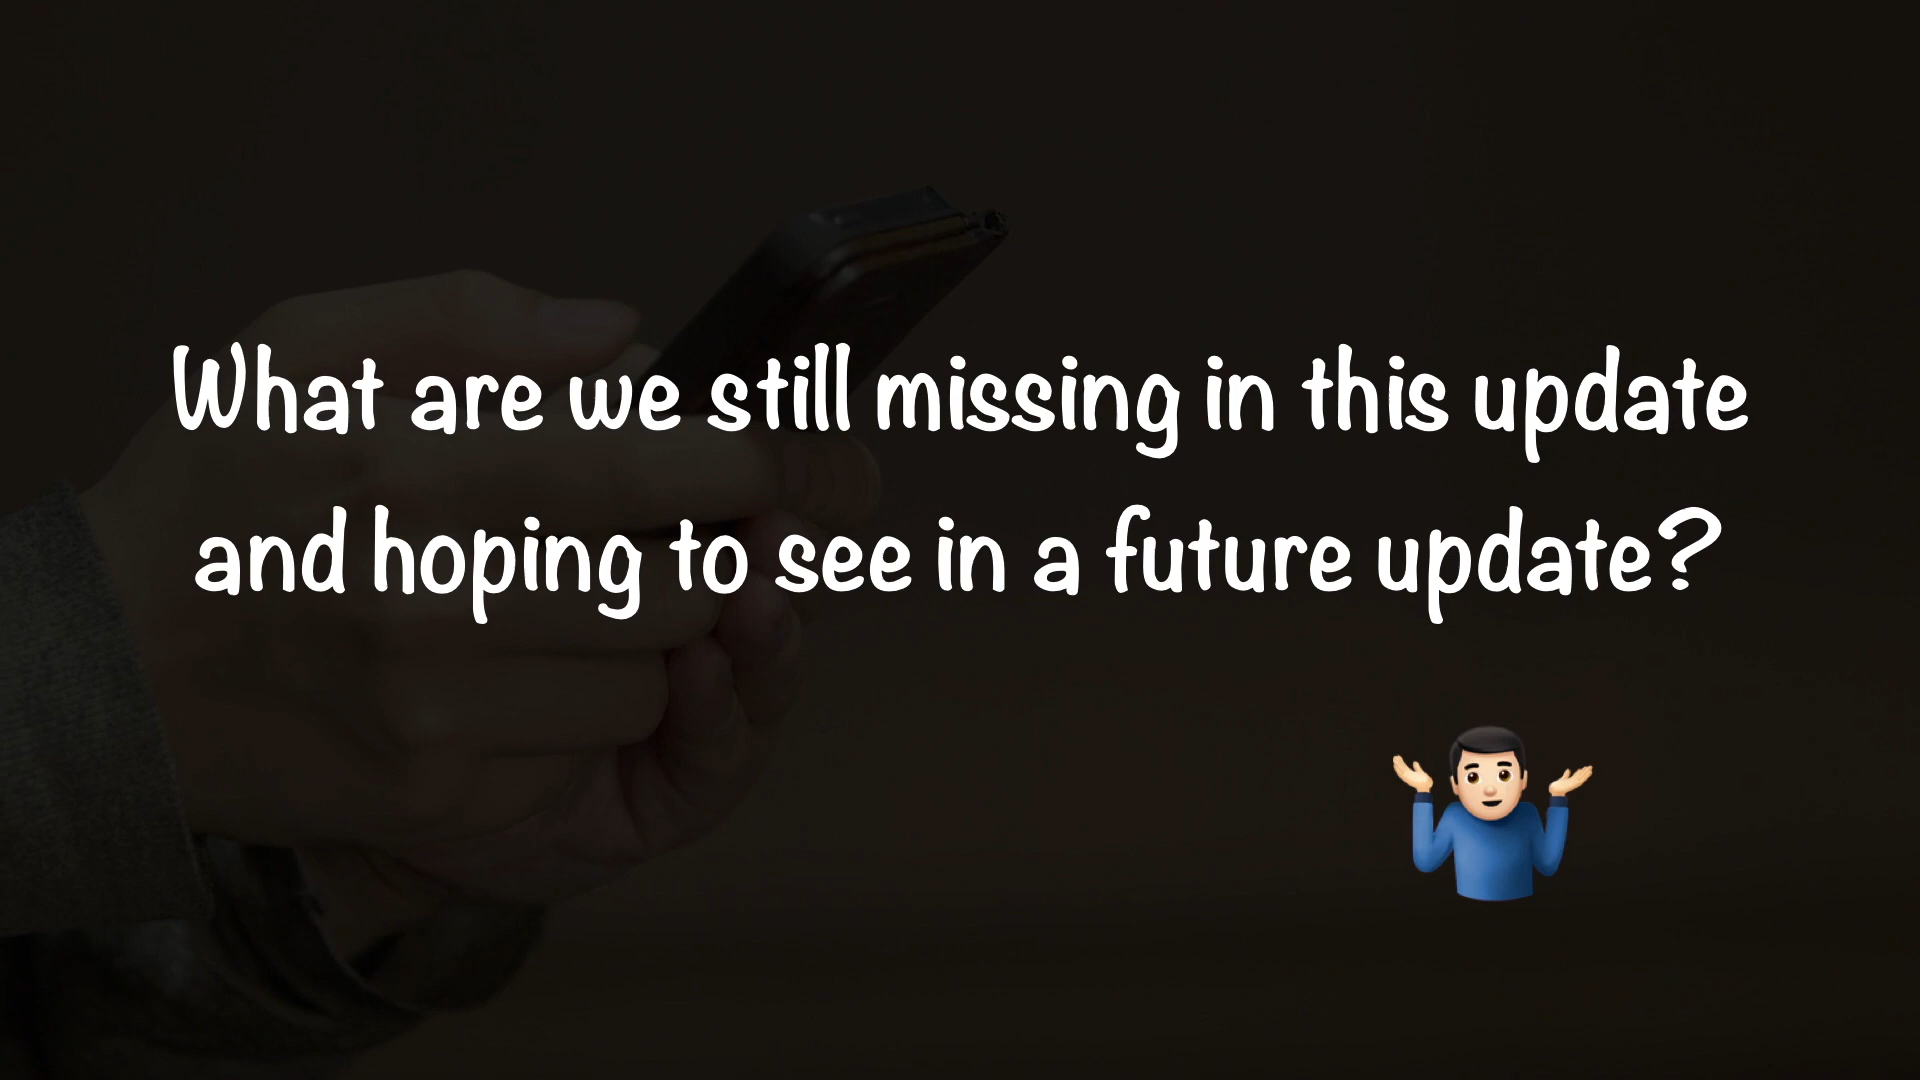 What are we still missing in this update
and hoping to see in a future update?